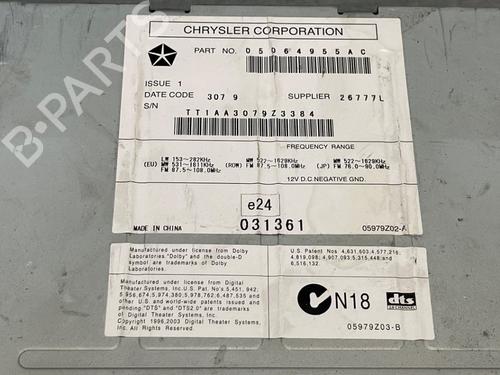 CHRYSLER CORPORATION
PART NO. 05064955AC
ISSUE 1
DATE CODE 3079 SUPPLIER 26777L
S/N
TT1AA3079Z3384
FREQUENCY RANGE
LW 153~282KHz
(EU) MW 531~1611KHz (ROW) MW 522~1629KHz (JP) MW 522~1629KHz
FM 87.5~108.0MHz FM 87.5~108.0MHz FM 76.0~90.0MHz
12V D.C.NEGATIVE GND.
e24
031361
MADE IN CHINA
05979Z02-A
Manufactured under license from Dolby
Laboratories."Dolby" and the double-D
symbol are trademarks of Dolby
Laboratories.
Manufactured under license from Digital
Theater Systems, Inc.U.S. Pat No's. 5,451, 942;
5,956,674; 5,974,380; 5,978,762; 6,487,535 and
other U.S. and world-wide patents issued and
pending."DTS" and "DTS2.0" are trademarks of
Digital Theater Systems, Inc.
Copyright 1996,2003 Digital Theater Systems,
Inc. All Rights Reserved.
U.S. Patent Nos. 4,631,603; 4,577,216;
4,819,098; 4,907,093; 5,315,448; and
6,516,132.
N18
dts
2.0 CHANNEL
05979Z03-B
B-PARTS